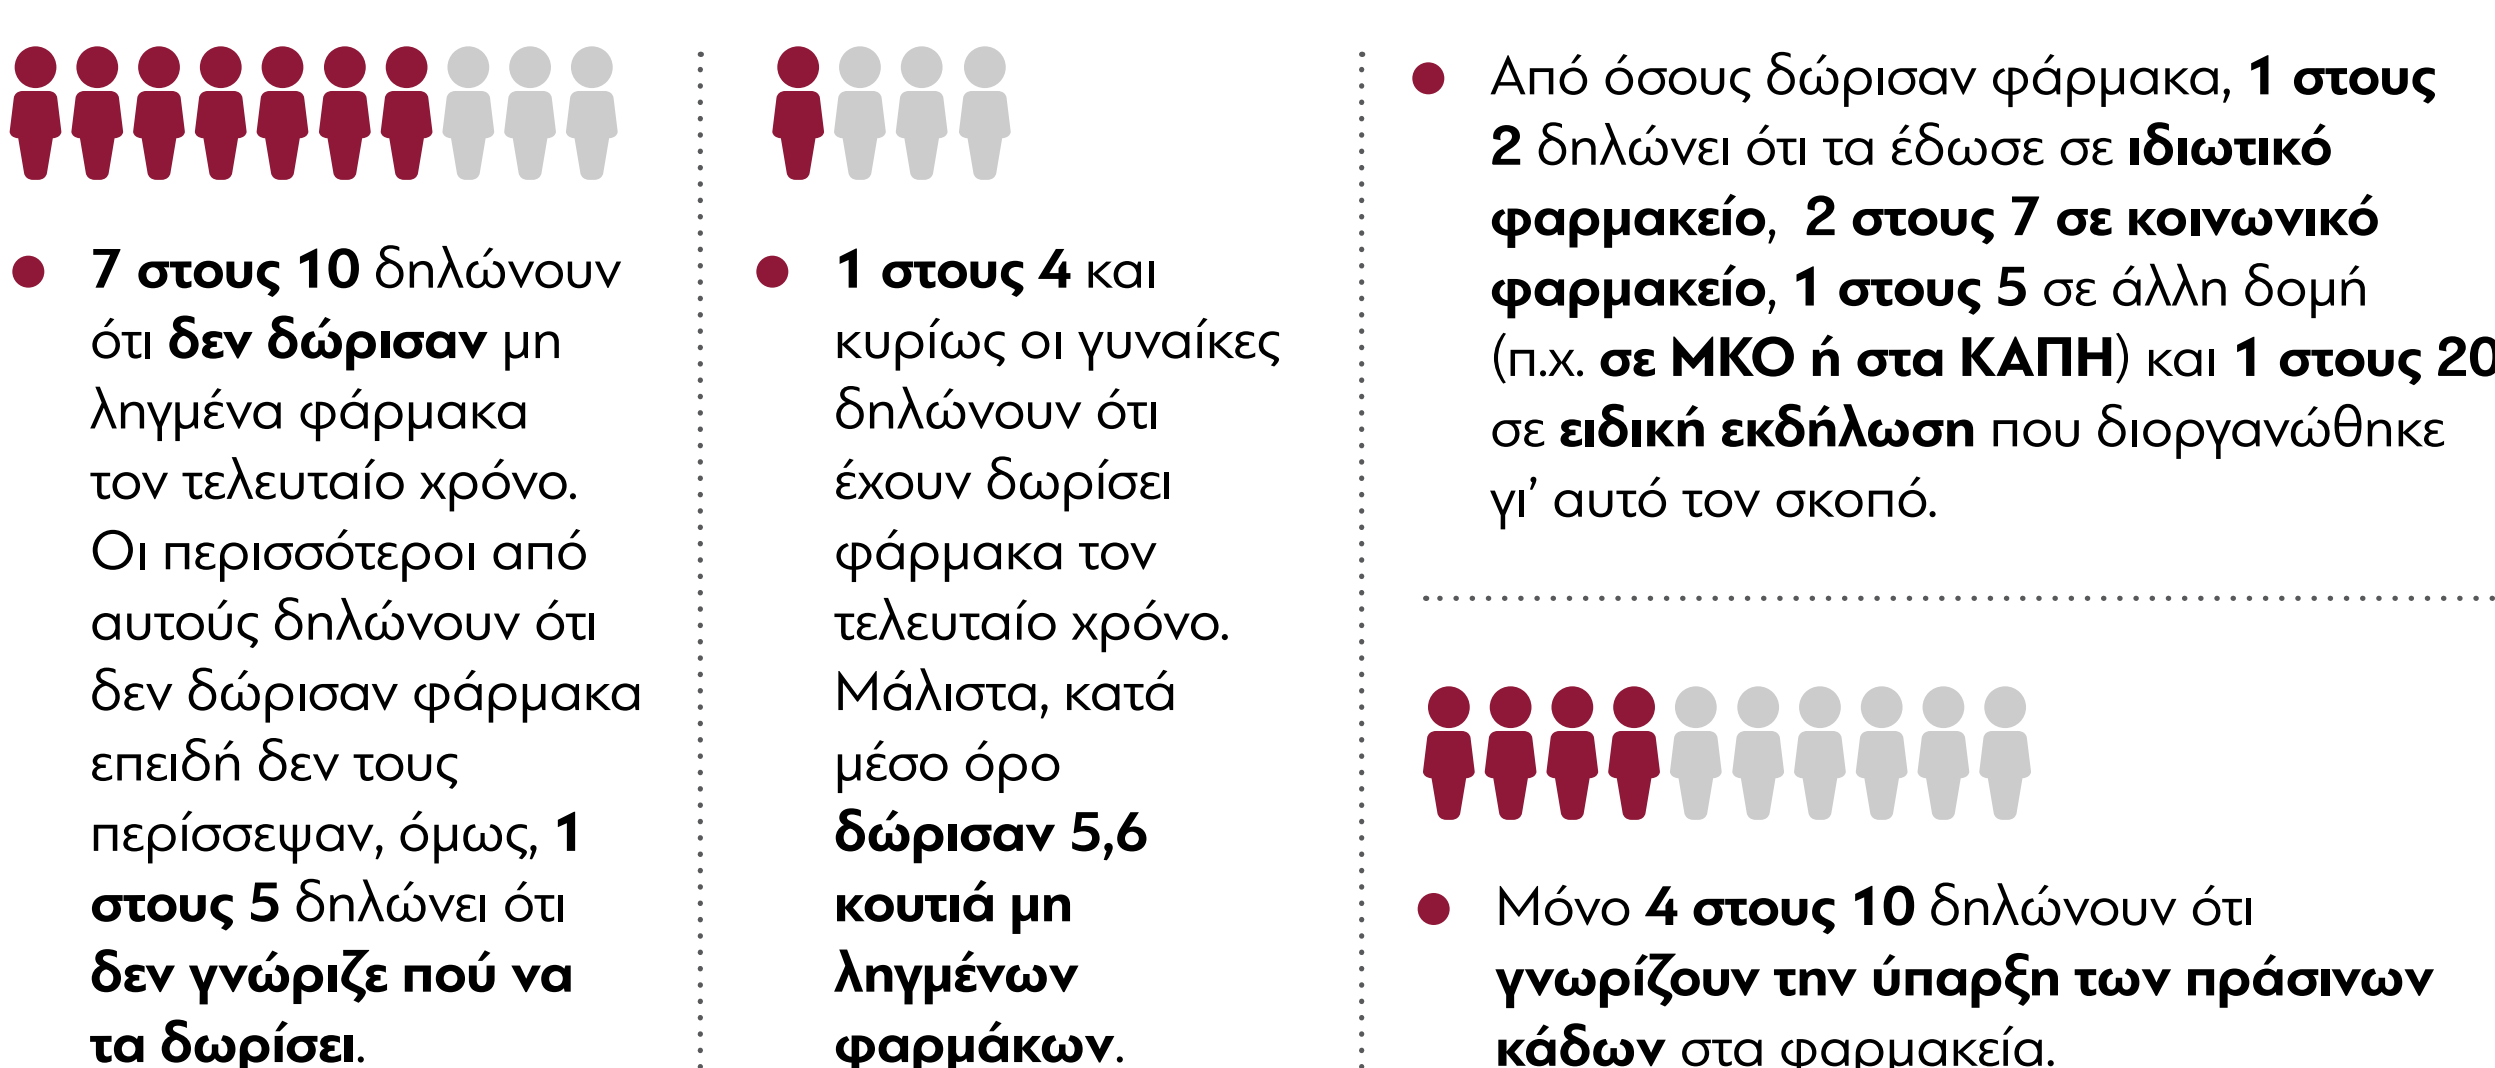 7 στους 10 δηλώνουν
ότι δεν δώρισαν μη
ληγμένα φάρμακα
τον τελευταίο χρόνο.
Οι περισσότεροι από
αυτούς δηλώνουν ότι
δεν δώρισαν φάρμακα
επειδή δεν τους
περίσσεψαν, όμως, 1
στους 5 δηλώνει ότι
δεν γνώριζε πού να
τα δωρίσει.
1 στους 4 και
κυρίως οι γυναίκες
δηλώνουν ότι
έχουν δωρίσει
φάρμακα τον
τελευταίο χρόνο.
Μάλιστα, κατά
μέσο όρο
δώρισαν 5,6
κουτιά μη
ληγμένων
φαρμάκων.
Από όσους δώρισαν φάρμακα, 1 στους
2 δηλώνει ότι τα έδωσε σε ιδιωτικό
φαρμακείο, 2 στους 7 σε κοινωνικό
φαρμακείο, 1 στους 5 σε άλλη δομή
(π.χ. σε ΜΚΟ ή στα ΚΑΠΗ) και 1 στους 20
σε ειδική εκδήλωση που διοργανώθηκε
γι’ αυτό τον σκοπό.
Μόνο 4 στους 10 δηλώνουν ότι
γνωρίζουν την ύπαρξη των πράσινων
κάδων στα φαρμακεία.